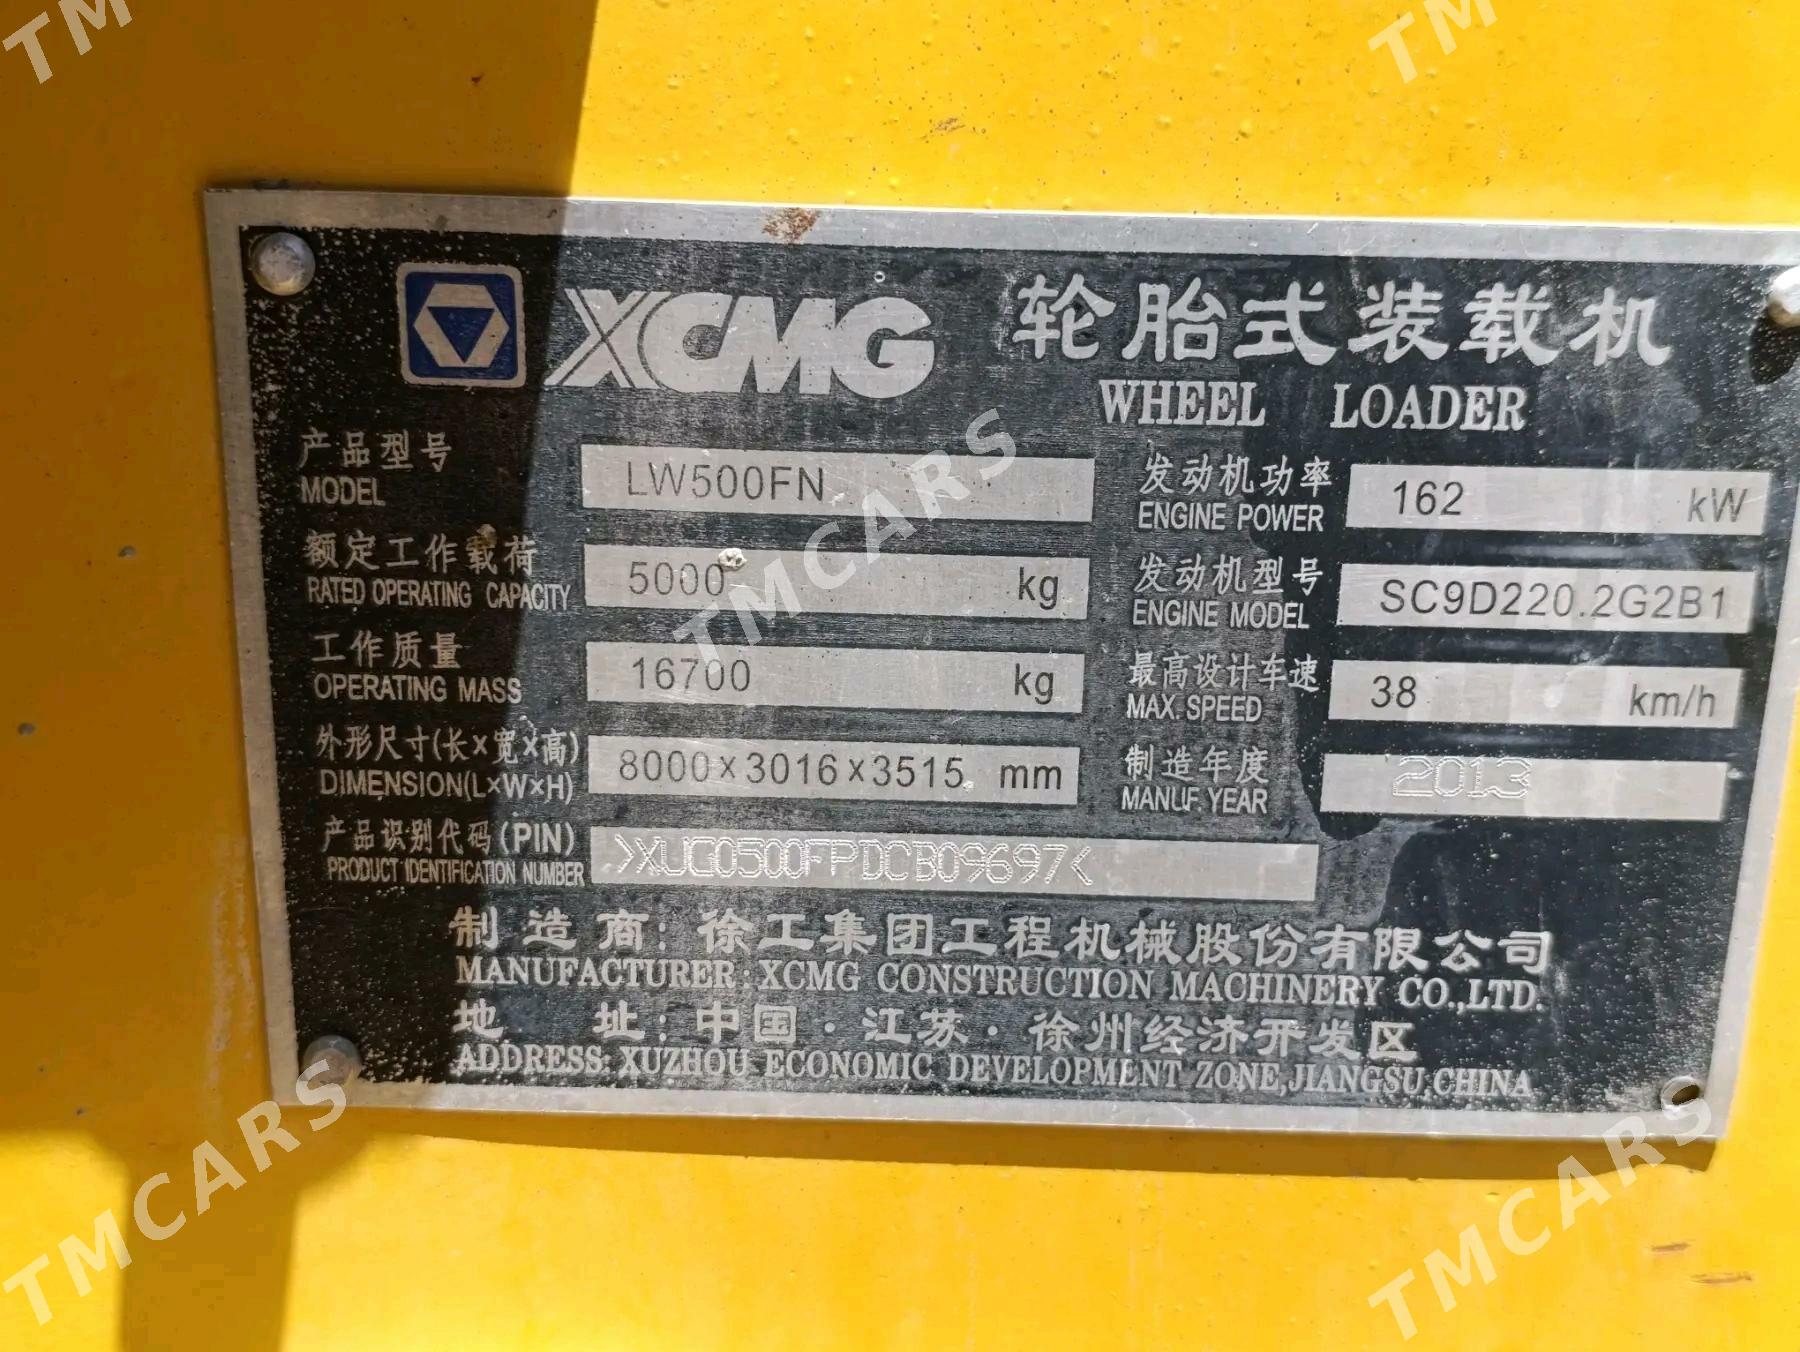 XCMG 轮胎式装载机
WHEEL LOADER
产品型号
MODEL
LW500FN
发动机功率
ENGINE POWER
162 kW
额定工作载荷
RATED OPERATING CAPACITY
5000 kg
发动机型号
ENGINE MODEL
SC9D220.2G2B1
工作质量
OPERATING MASS
16700 kg
最高设计车速
MAX. SPEED
38 km/h
外形尺寸(长×宽×高)
DIMENSION(L×W×H)
8000×3016×3515 mm
制造年度
MANUF. YEAR
2013
产品识别代码(PIN)
PRODUCT IDENTIFICATION NUMBER
>XUG0500FPDCB09697<
制造商:徐工集团工程机械股份有限公司
MANUFACTURER: XCMG CONSTRUCTION MACHINERY CO.,LTD.
地址:中国·江苏·徐州经济开发区
ADDRESS: XUZHOU ECONOMIC DEVELOPMENT ZONE,JIANGSU,CHINA
TMCARS
TMCARS
TMCARS